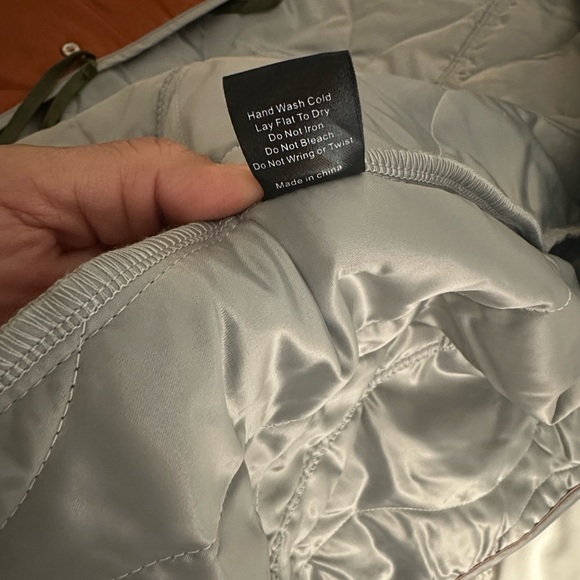 Hand Wash Cold
Lay Flat To Dry
Do Not Iron
Do Not Bleach
Do Not Wring or Twist
Made in china